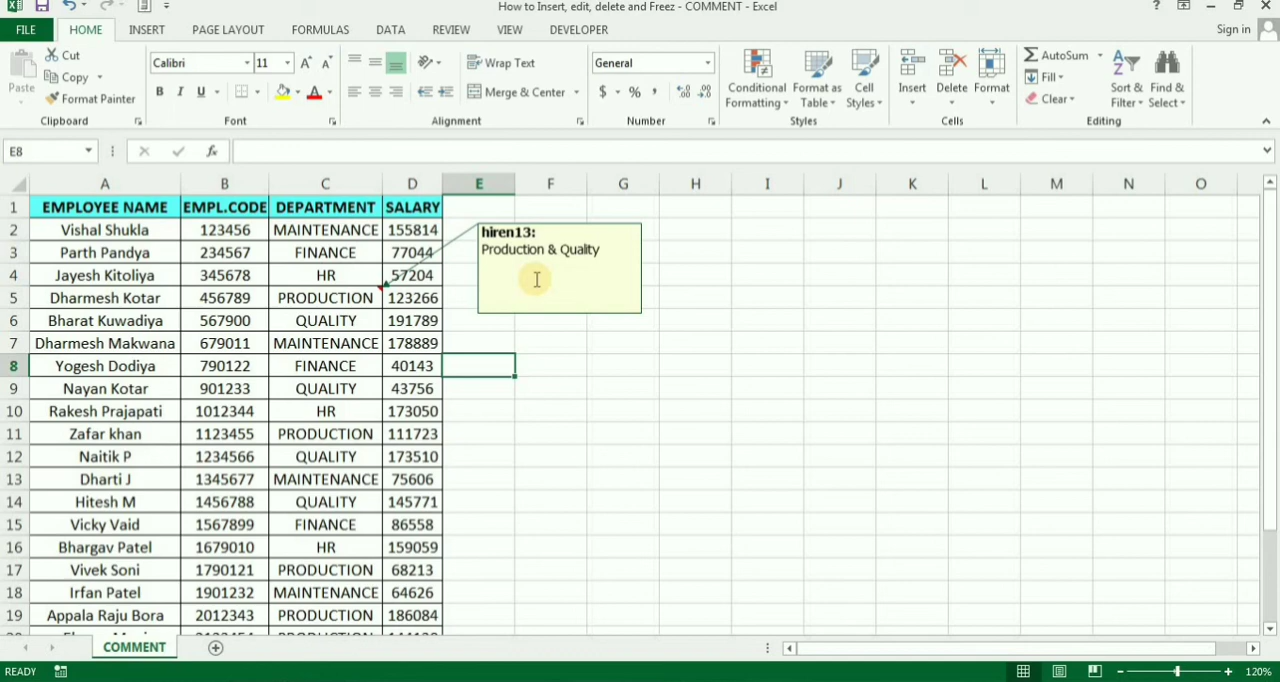 How to Insert, edit, delete and Freez - COMMENT - Excel
FILE HOME INSERT PAGE LAYOUT FORMULAS DATA REVIEW VIEW DEVELOPER Sign in
Cut
Copy
Format Painter
Paste
Clipboard
Calibri 11
B I U
Font
Wrap Text
Merge & Center
Alignment
General
$ % ,
Number
Conditional Formatting
Format as Table
Cell Styles
Styles
Insert Delete Format
Cells
AutoSum
Fill
Clear
Sort & Filter
Find & Select
Editing
E8
fx
A B C D E F G H I J K L M N O
1 EMPLOYEE NAME EMPL.CODE DEPARTMENT SALARY
2 Vishal Shukla 123456 MAINTENANCE 155814
3 Parth Pandya 234567 FINANCE 77044
4 Jayesh Kitoliya 345678 HR 57204
5 Dharmesh Kotar 456789 PRODUCTION 123266
6 Bharat Kuwadiya 567900 QUALITY 191789
7 Dharmesh Makwana 679011 MAINTENANCE 178889
8 Yogesh Dodiya 790122 FINANCE 40143
9 Nayan Kotar 901233 QUALITY 43756
10 Rakesh Prajapati 1012344 HR 173050
11 Zafar khan 1123455 PRODUCTION 111723
12 Naitik P 1234566 QUALITY 173510
13 Dharti J 1345677 MAINTENANCE 75606
14 Hitesh M 1456788 QUALITY 145771
15 Vicky Vaid 1567899 FINANCE 86558
16 Bhargav Patel 1679010 HR 159059
17 Vivek Soni 1790121 PRODUCTION 68213
18 Irfan Patel 1901232 MAINTENANCE 64626
19 Appala Raju Bora 2012343 PRODUCTION 186084
hiren13:
Production & Quality
COMMENT
READY
120%